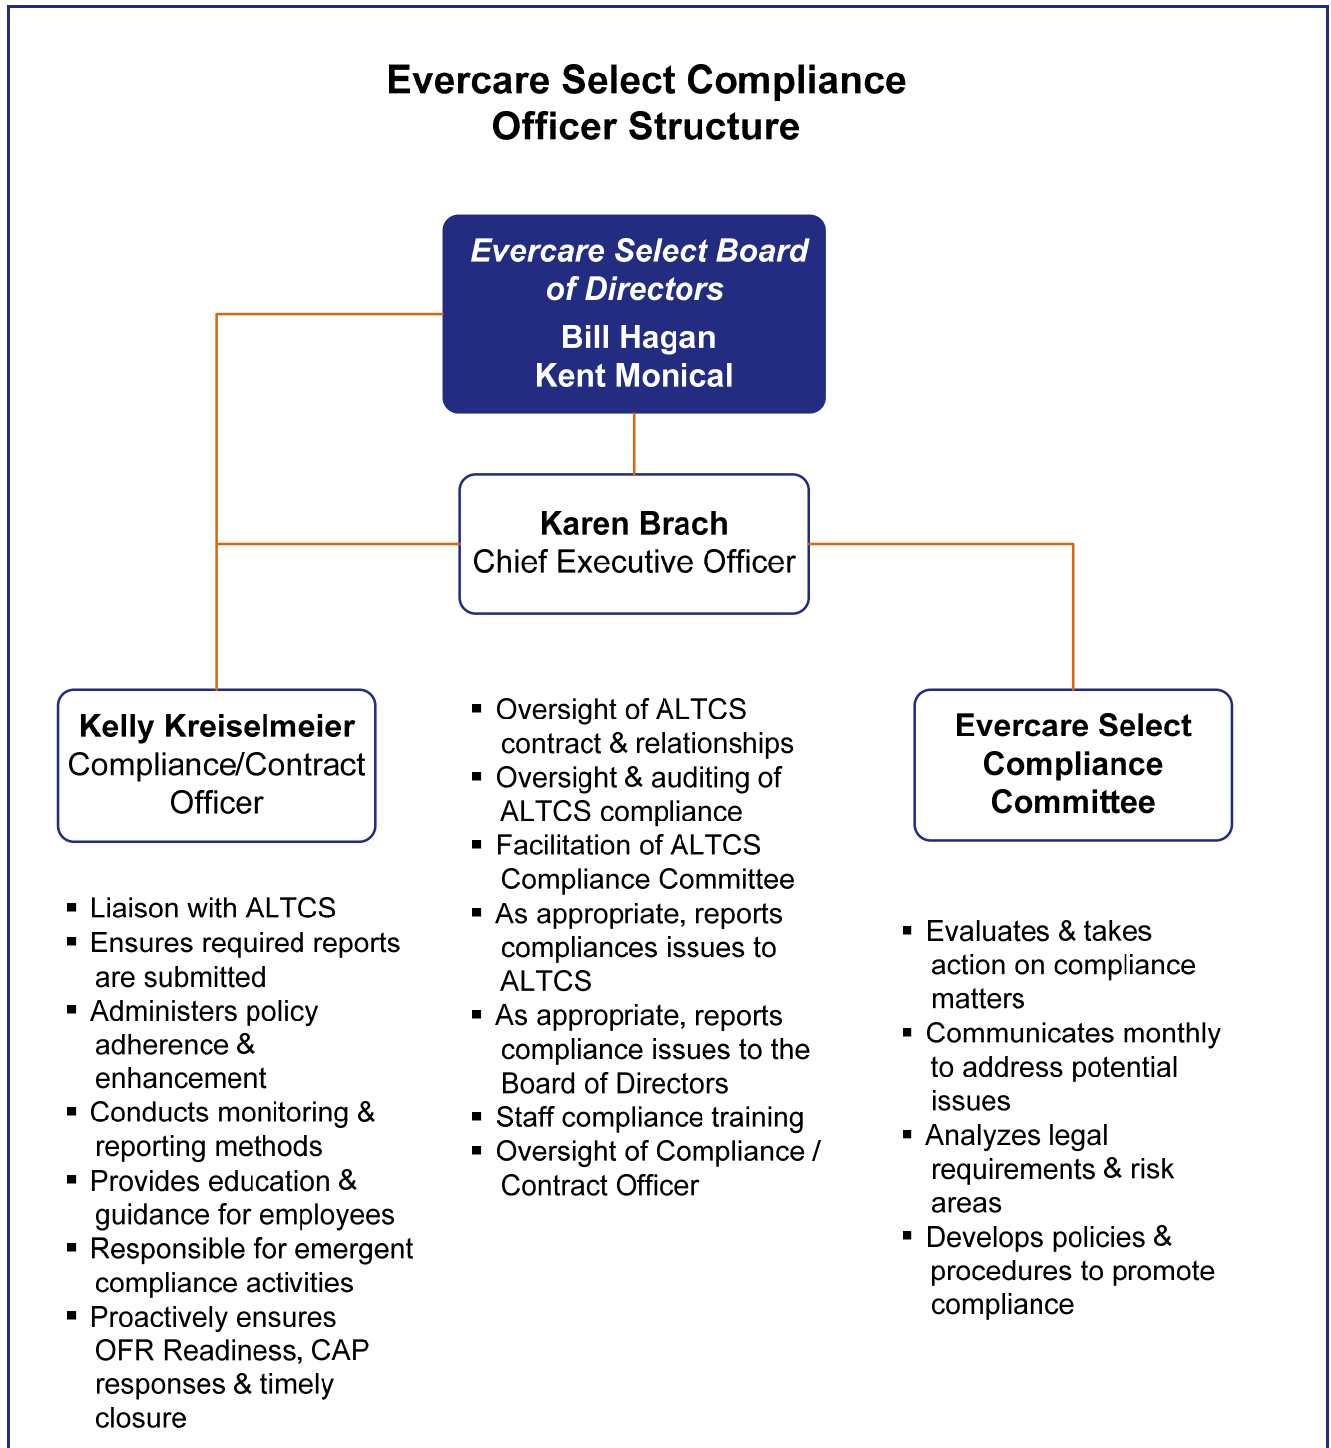 Evercare Select Compliance
Officer Structure
Evercare Select Board
of Directors
Bill Hagan
Kent Monical
Karen Brach
Chief Executive Officer
Kelly Kreiselmeier
Compliance/Contract
Officer
▪ Liaison with ALTCS
▪ Ensures required reports
are submitted
▪ Administers policy
adherence &
enhancement
▪ Conducts monitoring &
reporting methods
▪ Provides education &
guidance for employees
▪ Responsible for emergent
compliance activities
▪ Proactively ensures
OFR Readiness, CAP
responses & timely
closure
▪ Oversight of ALTCS
contract & relationships
▪ Oversight & auditing of
ALTCS compliance
▪ Facilitation of ALTCS
Compliance Committee
▪ As appropriate, reports
compliances issues to
ALTCS
▪ As appropriate, reports
compliance issues to the
Board of Directors
▪ Staff compliance training
▪ Oversight of Compliance /
Contract Officer
Evercare Select
Compliance
Committee
▪ Evaluates & takes
action on compliance
matters
▪ Communicates monthly
to address potential
issues
▪ Analyzes legal
requirements & risk
areas
▪ Develops policies &
procedures to promote
compliance